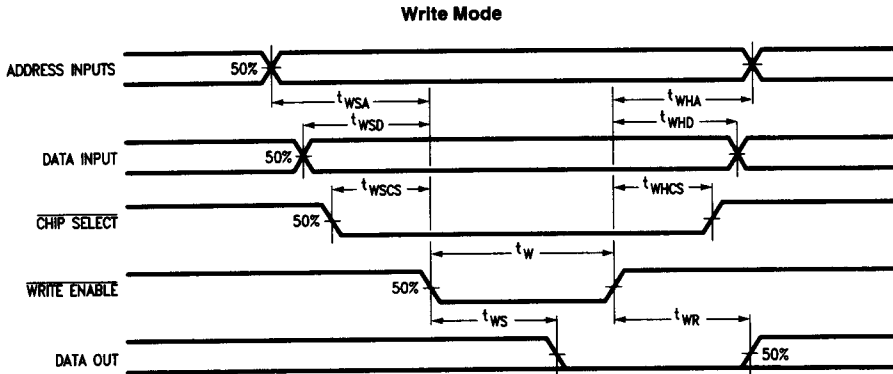 Write Mode
ADDRESS INPUTS
50%
tWSA
tWHA
tWSD
tWHD
DATA INPUT
50%
tWSCS
tWHCS
CHIP SELECT
50%
tW
WRITE ENABLE
50%
tWS
tWR
DATA OUT
50%